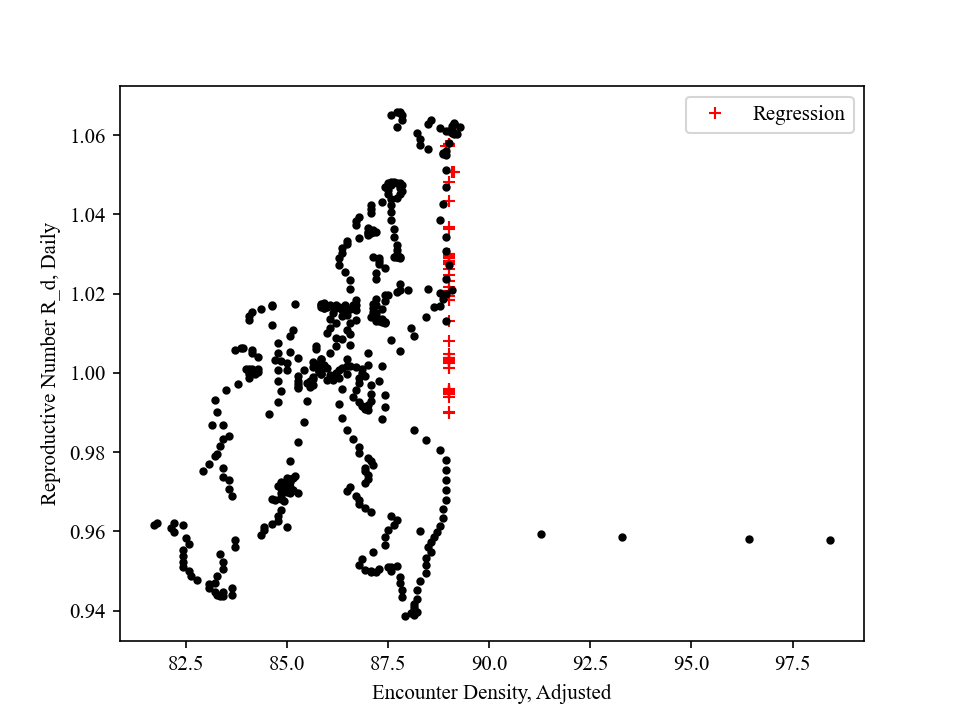 Regression
1.06
1.04
1.02
1.00
0.98
0.96
0.94
Reproductive Number R_d, Daily
82.5 85.0 87.5 90.0 92.5 95.0 97.5
Encounter Density, Adjusted